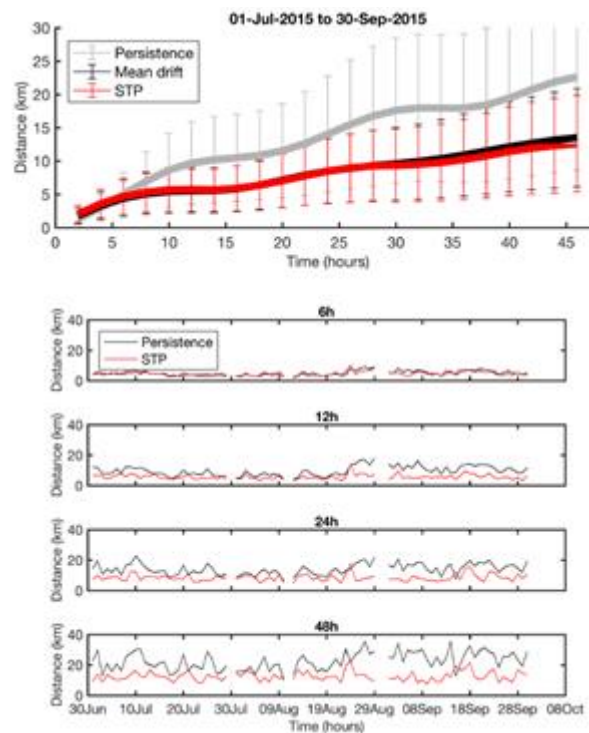 01-Jul-2015 to 30-Sep-2015
30
25
20
15
10
5
0
Distance (km)
Persistence
Mean drift
STP
0 5 10 15 20 25 30 35 40 45
Time (hours)
6h
40
20
0
Distance (km)
Persistence
STP
12h
40
20
0
Distance (km)
24h
40
20
0
Distance (km)
48h
40
20
0
Distance (km)
30Jun 10Jul 20Jul 30Jul 09Aug 19Aug 29Aug 08Sep 18Sep 28Sep 08Oct
Time (hours)